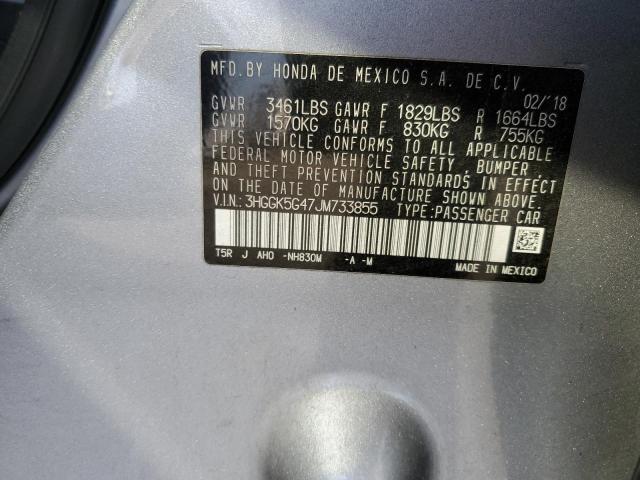 MFD.BY HONDA DE MEXICO S.A. DE C.V.
02/'18
GVWR 3461LBS GAWR F 1829LBS R 1664LBS
GVWR 1570KG GAWR F 830KG R 755KG
THIS VEHICLE CONFORMS TO ALL APPLICABLE
FEDERAL MOTOR VEHICLE SAFETY, BUMPER,
AND THEFT PREVENTION STANDARDS IN EFFECT
ON THE DATE OF MANUFACTURE SHOWN ABOVE.
V.I.N: 3HGGK5G47JM733855 TYPE:PASSENGER CAR
T5R J AHO -NH830M -A -M
MADE IN MEXICO